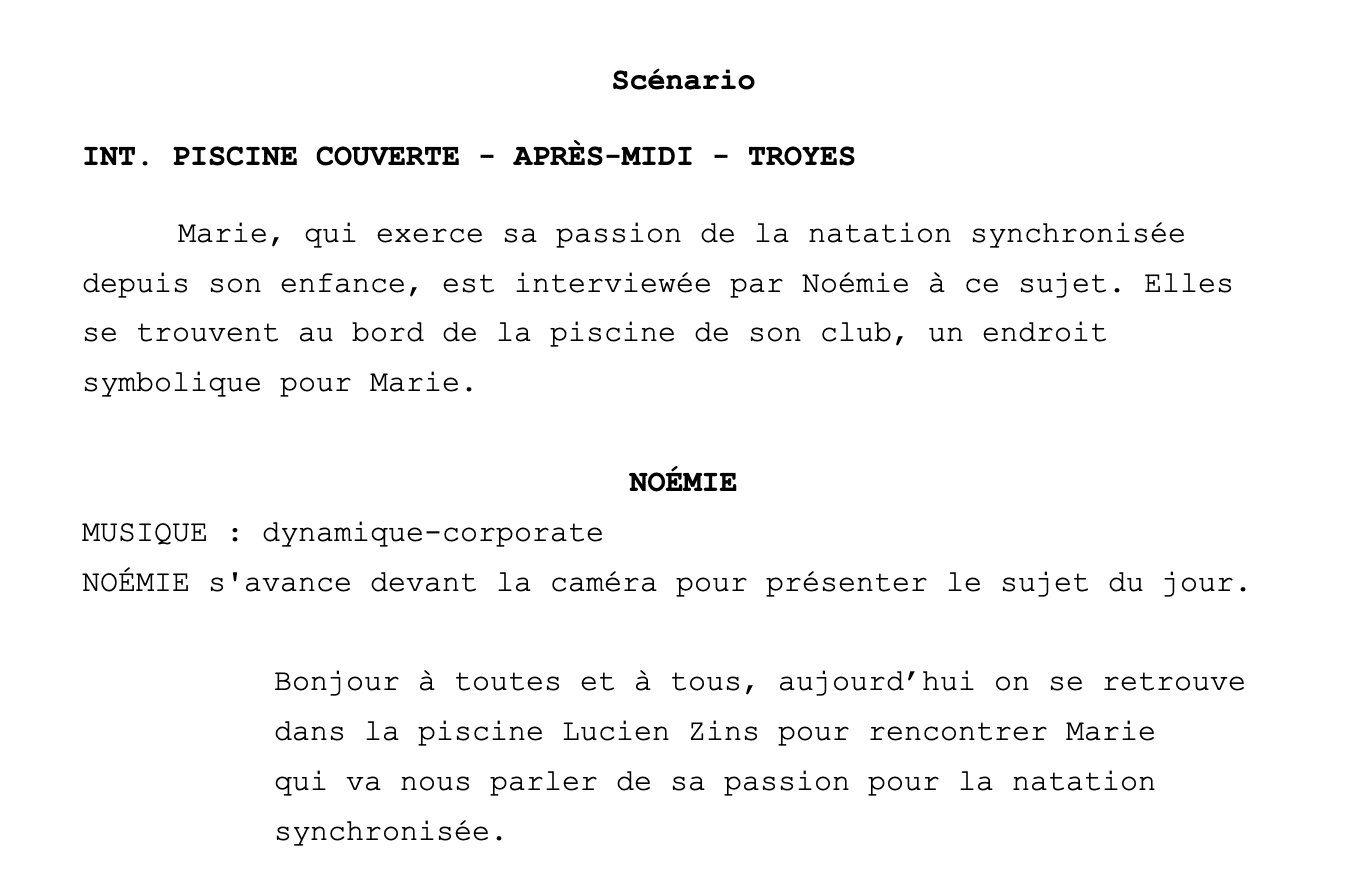 Scénario
INT. PISCINE COUVERTE - APRÈS-MIDI - TROYES
Marie, qui exerce sa passion de la natation synchronisée
depuis son enfance, est interviewée par Noémie à ce sujet. Elles
se trouvent au bord de la piscine de son club, un endroit
symbolique pour Marie.
NOÉMIE
MUSIQUE : dynamique-corporate
NOÉMIE s'avance devant la caméra pour présenter le sujet du jour.
Bonjour à toutes et à tous, aujourd’hui on se retrouve
dans la piscine Lucien Zins pour rencontrer Marie
qui va nous parler de sa passion pour la natation
synchronisée.